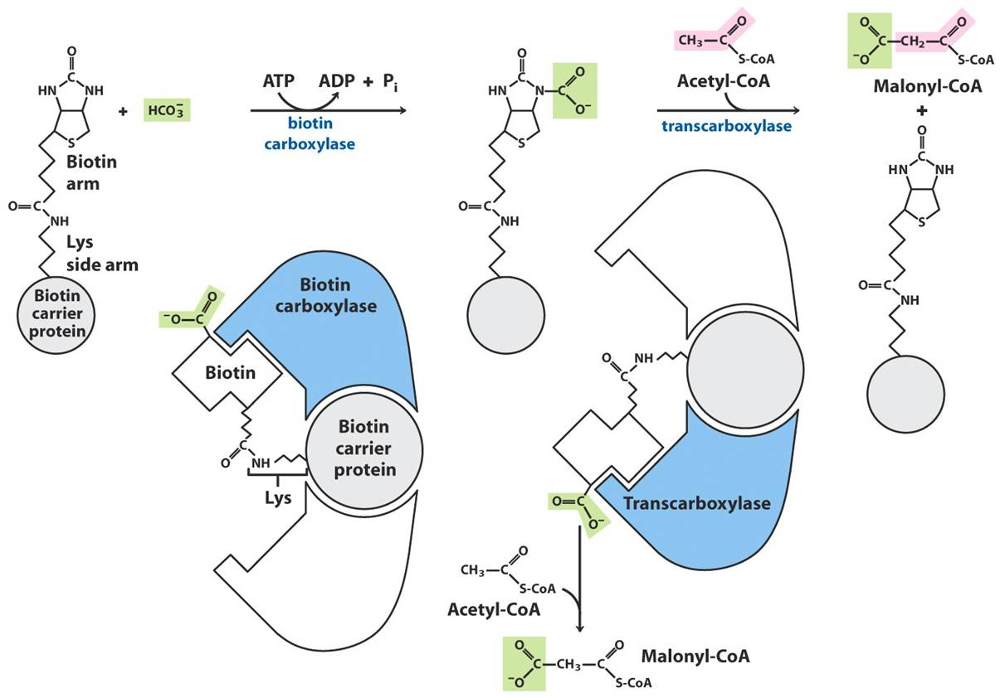 O
C
HN NH
S
+ HCO₃⁻
Biotin
arm
O=C
NH
Lys
side arm
Biotin
carrier
protein
ATP ADP + Pᵢ
biotin
carboxylase
O
C
HN N–C
O
O⁻
S
O=C
NH
CH₃–C
O
S-CoA
Acetyl-CoA
transcarboxylase
O
⁻O
C–CH₂–C
O
S-CoA
Malonyl-CoA
+
O
C
HN NH
S
O=C
NH
⁻O–C
O
Biotin
carboxylase
Biotin
C
O NH
Lys
Biotin
carrier
protein
O
C
NH
O=C
O⁻
Transcarboxylase
CH₃–C
O
S-CoA
Acetyl-CoA
O
⁻O
C–CH₃–C
O
S-CoA
Malonyl-CoA